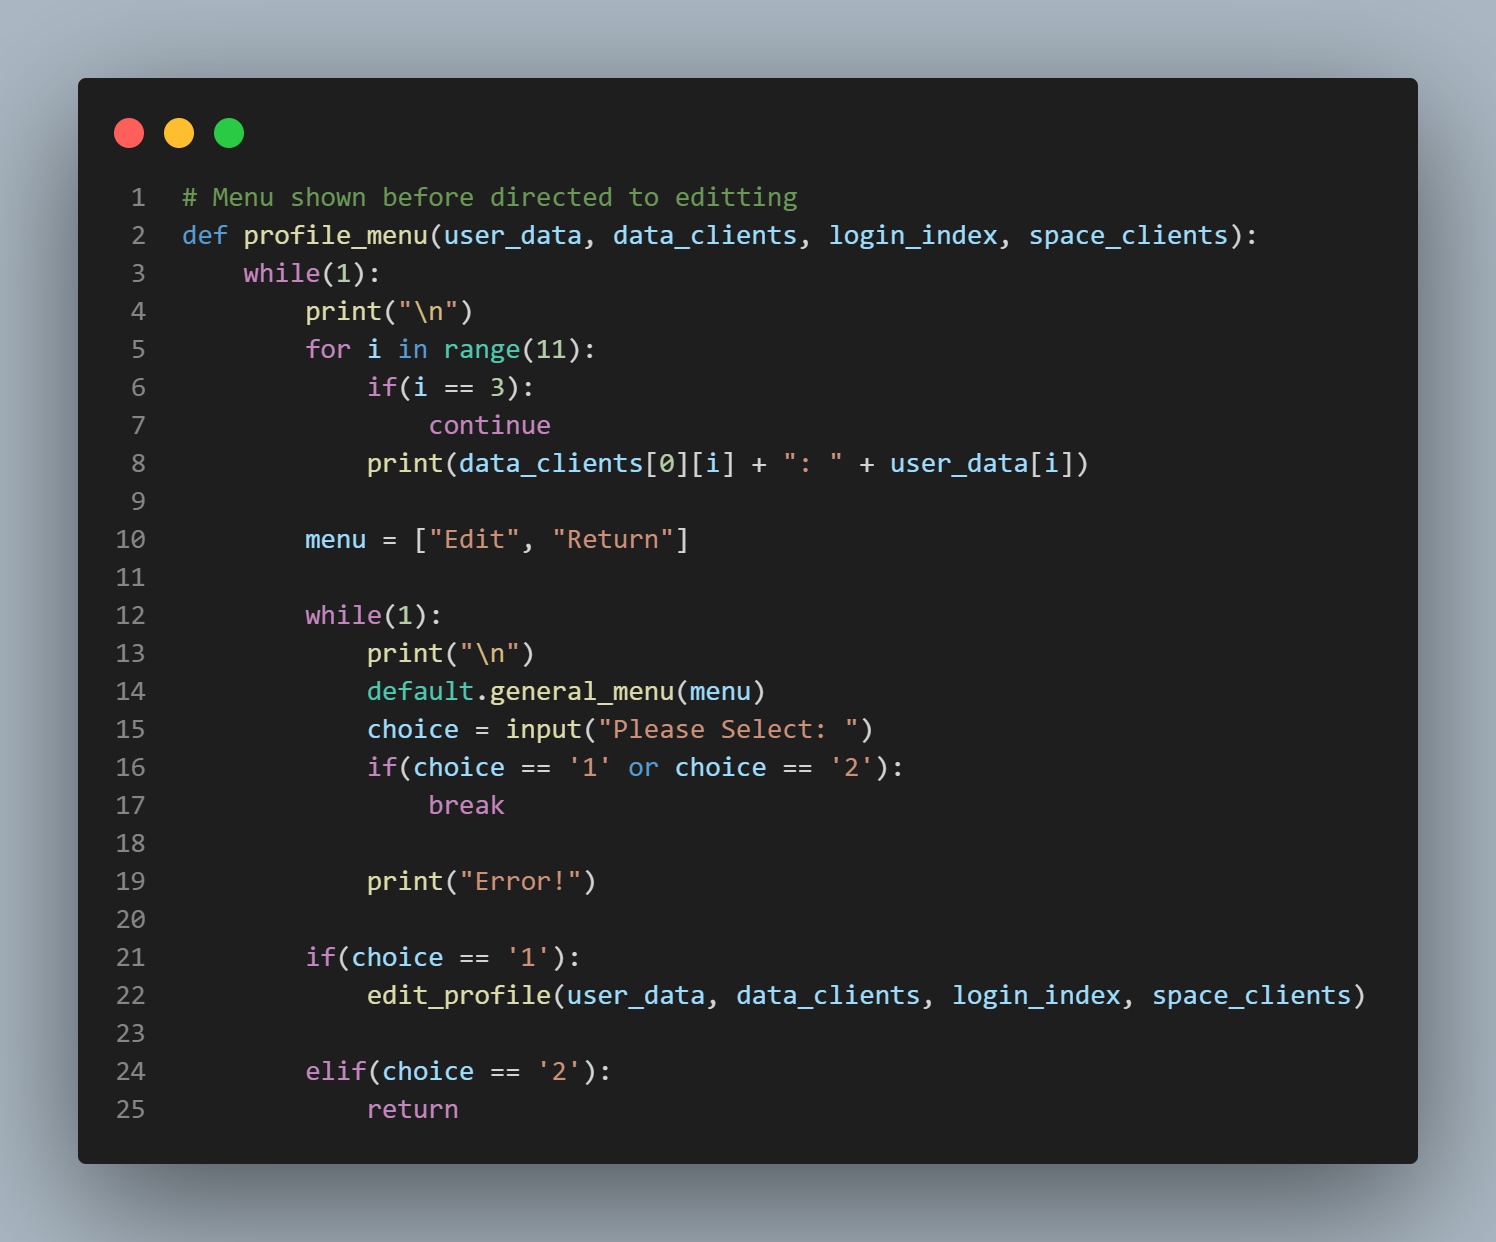 1 # Menu shown before directed to editting
2 def profile_menu(user_data, data_clients, login_index, space_clients):
3     while(1):
4         print("\n")
5         for i in range(11):
6             if(i == 3):
7                 continue
8             print(data_clients[0][i] + ": " + user_data[i])
9
10         menu = ["Edit", "Return"]
11
12         while(1):
13             print("\n")
14             default.general_menu(menu)
15             choice = input("Please Select: ")
16             if(choice == '1' or choice == '2'):
17                 break
18
19             print("Error!")
20
21         if(choice == '1'):
22             edit_profile(user_data, data_clients, login_index, space_clients)
23
24         elif(choice == '2'):
25             return